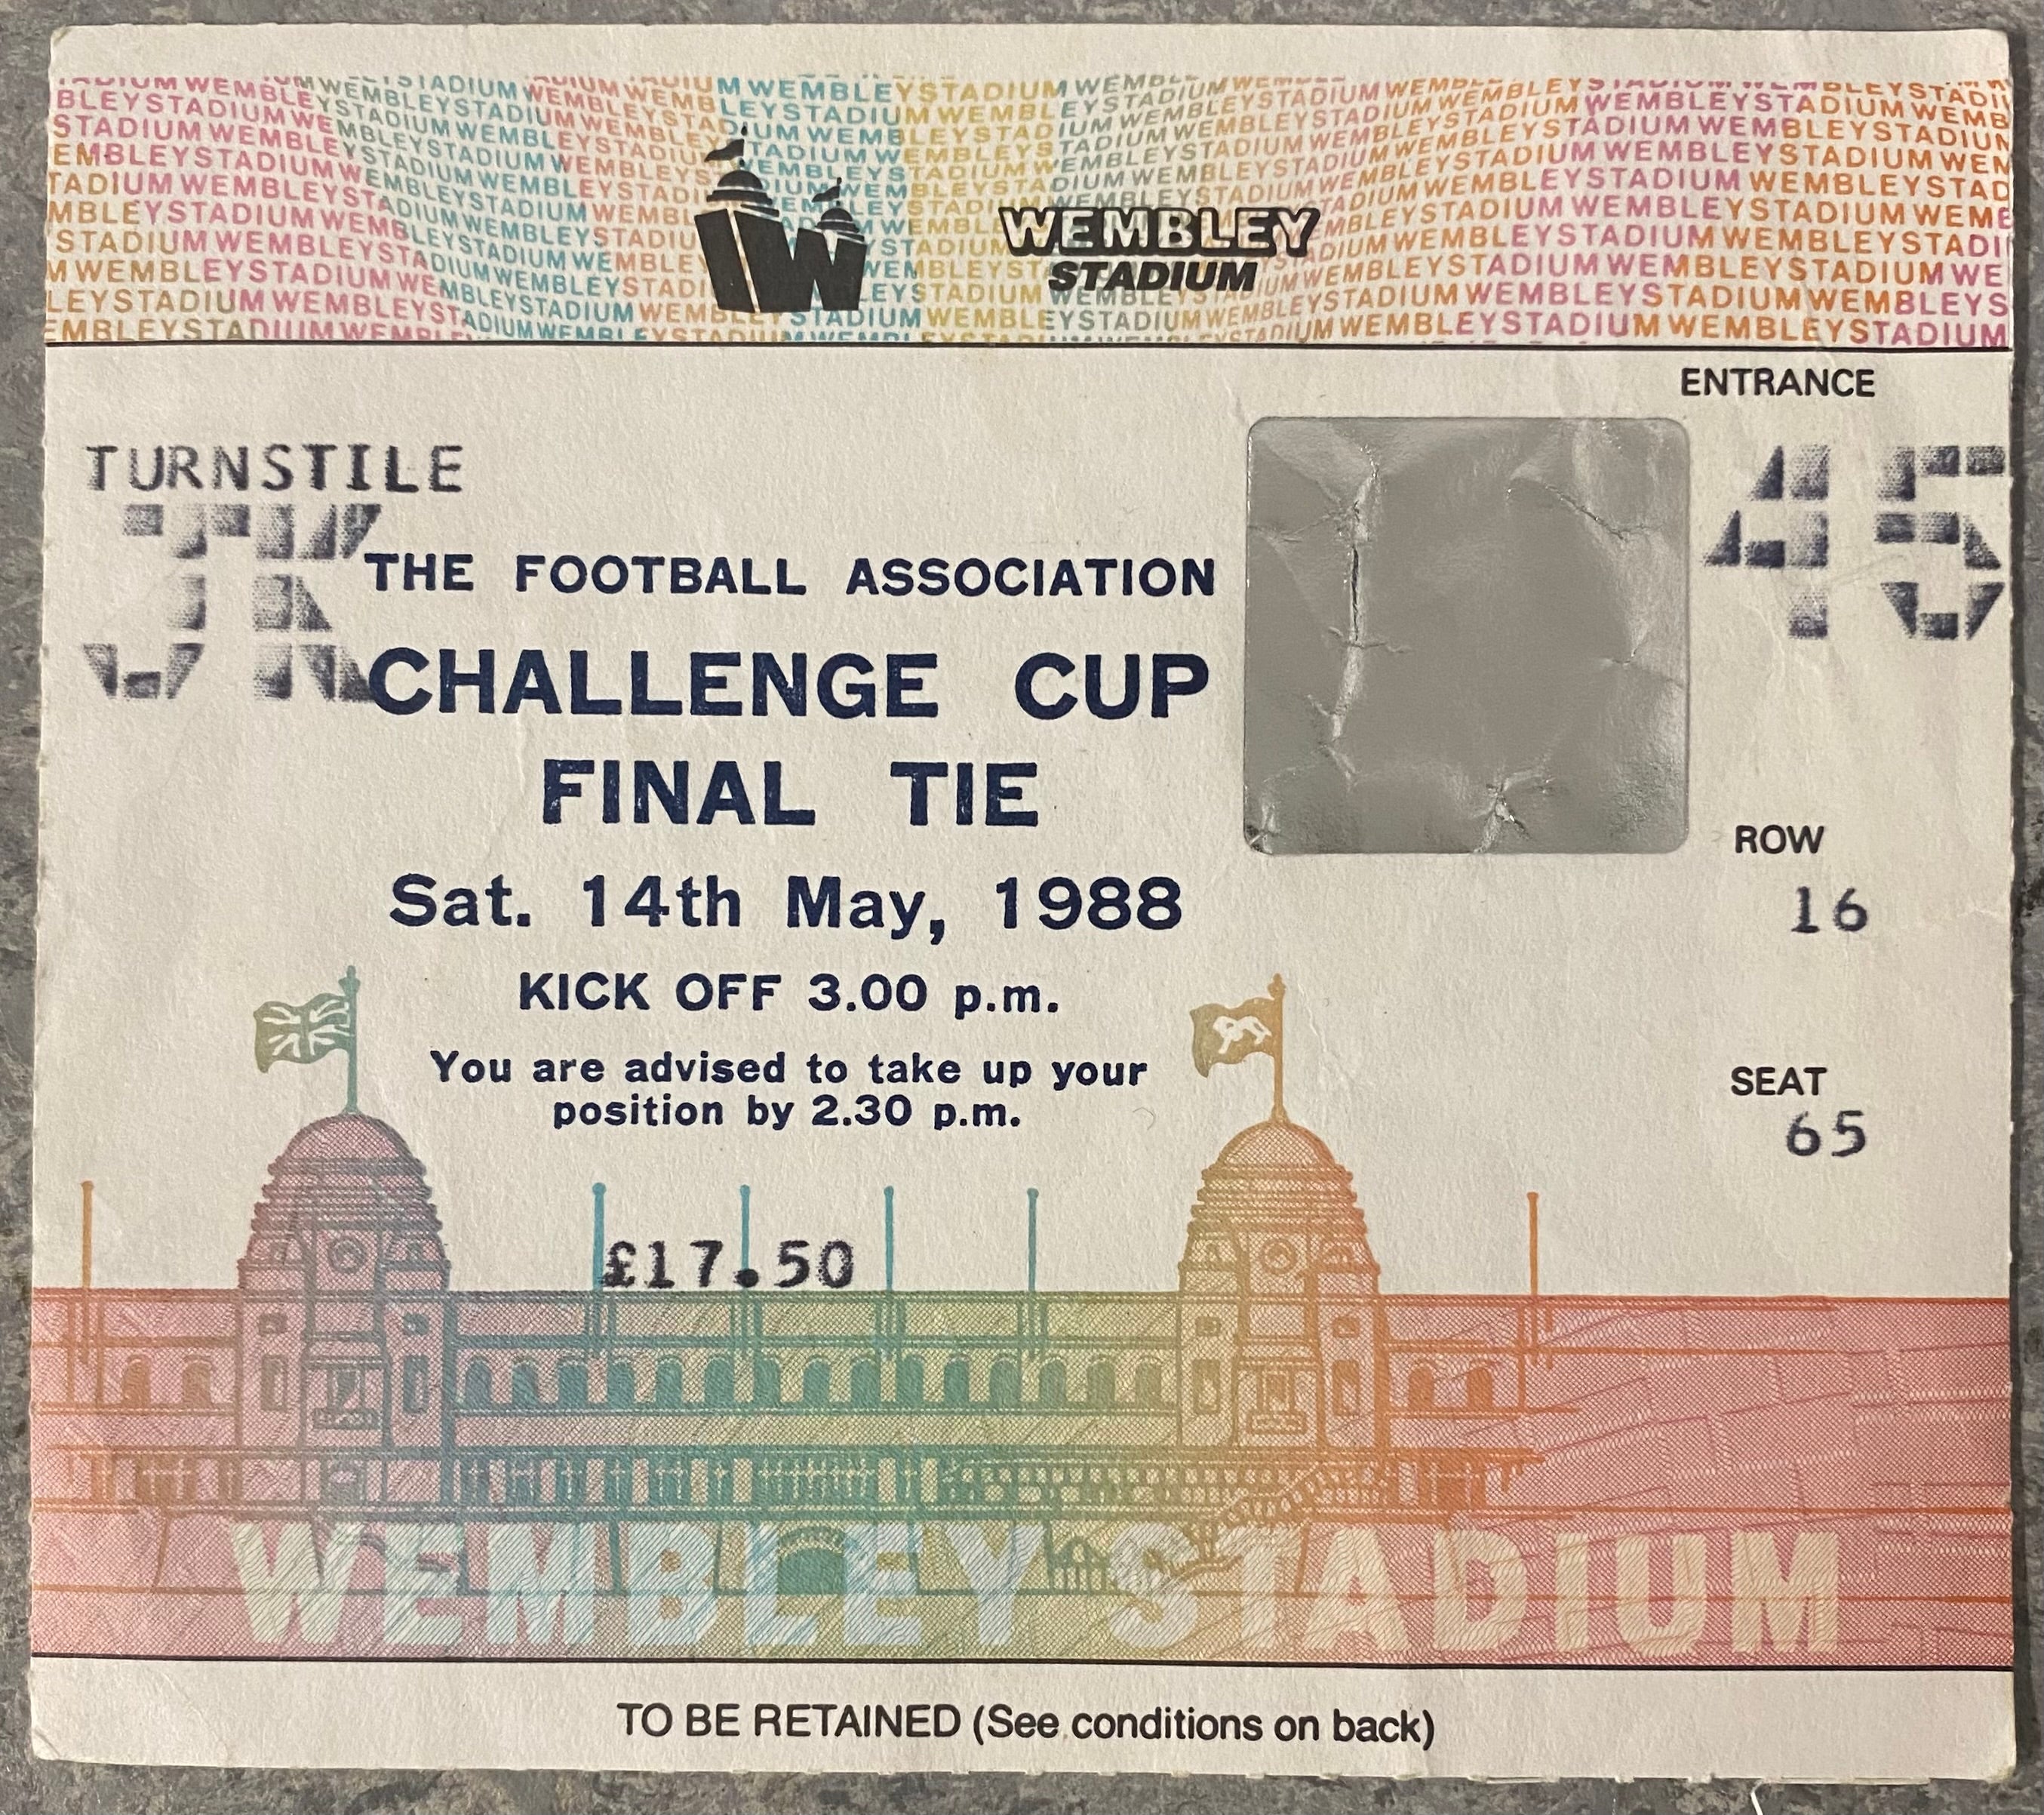 WEMBLEY
STADIUM
ENTRANCE
45
TURNSTILE
JK
THE FOOTBALL ASSOCIATION
CHALLENGE CUP
FINAL TIE
Sat. 14th May, 1988
KICK OFF 3.00 p.m.
You are advised to take up your
position by 2.30 p.m.
ROW
16
SEAT
65
£17.50
WEMBLEY STADIUM
TO BE RETAINED (See conditions on back)